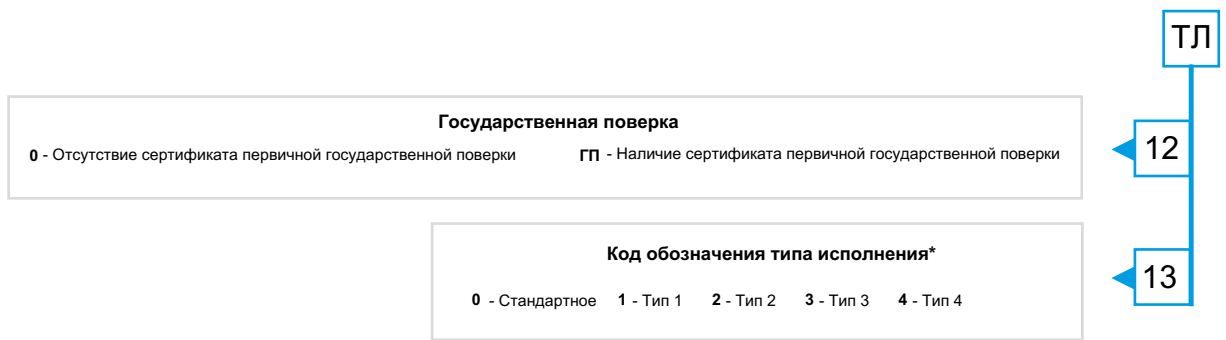 ТЛ
Государственная поверка
0 - Отсутствие сертификата первичной государственной поверки ГП - Наличие сертификата первичной государственной поверки
12
Код обозначения типа исполнения*
0 - Стандартное 1 - Тип 1 2 - Тип 2 3 - Тип 3 4 - Тип 4
13